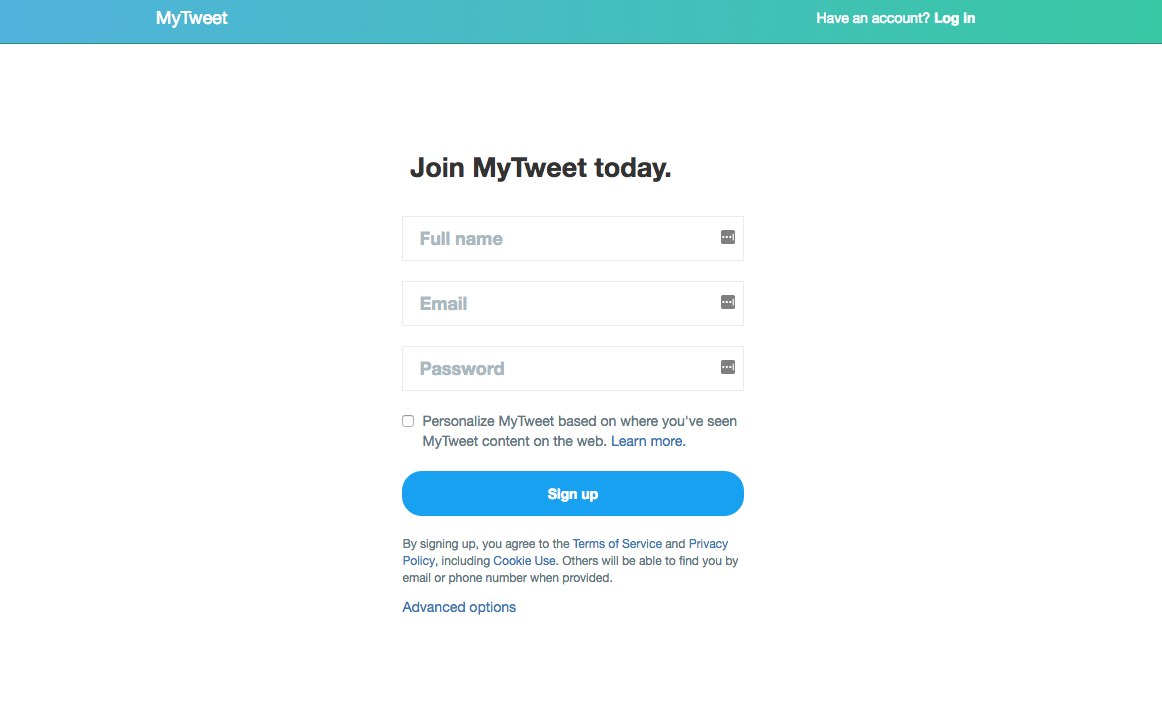 MyTweet
Have an account? Log In
Join MyTweet today.
Full name
Email
Password
Personalize MyTweet based on where you've seen
MyTweet content on the web. Learn more.
Sign up
By signing up, you agree to the Terms of Service and Privacy
Policy, including Cookie Use. Others will be able to find you by
email or phone number when provided.
Advanced options